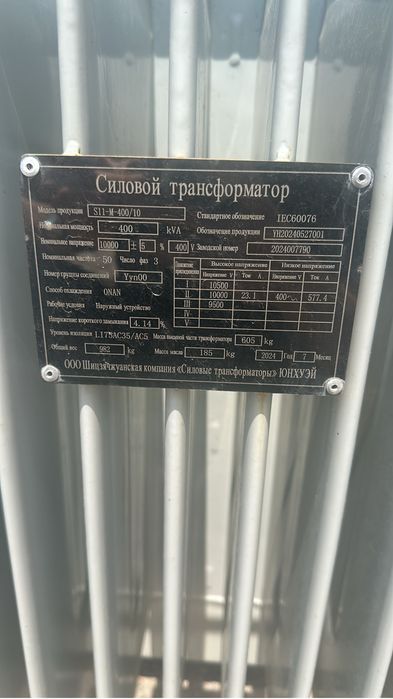 Силовой трансформатор
Модель продукции S11-M-400/10 Стандартное обозначение IEC60076
Номинальная мощность 400 kVA Обозначение продукции YH20240527001
Номинальное напряжение 10000 ± 5 % 400 V Заводской номер 2024007790
Номинальная частота 50 Число фаз 3
Номер группы соединений Yyn00
Способ охлаждения ONAN
Рабочие условия Наружный устройство
Напряжение короткого замыкания 4.14 %
Высокое напряжение Низкое напряжение
Напряжение V Ток A Напряжение V Ток A
I 10500
II 10000 23.1 400 577.4
III 9500
IV
V
Уровень изоляции L175AC35/AC5 Масса выемной части трансформатора 605 kg
Общий вес 982 kg Масса масла 185 kg 2024 Год 7 Месяц
ООО Шицзячжуанская компания «Силовые трансформаторы» ЮНХУЭЙ